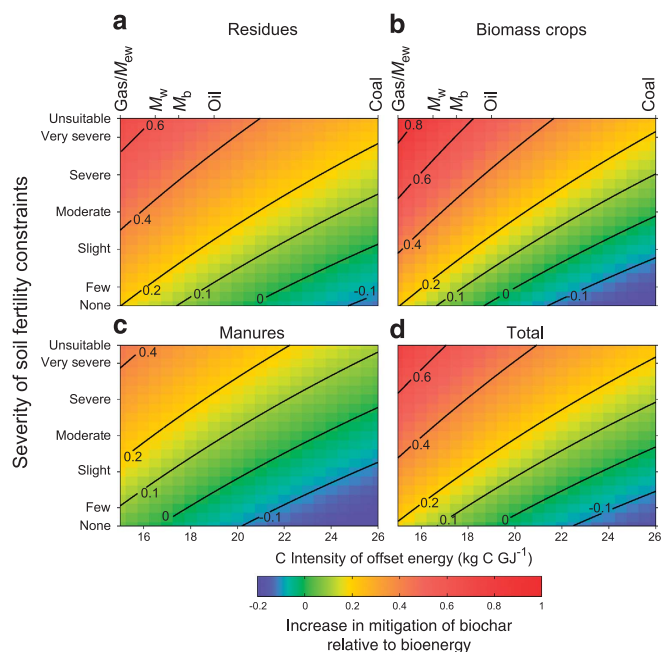 a
Residues
b
Biomass crops
Gas/Mew
Mw
Mb
Oil
Coal
Gas/Mew
Mw
Mb
Oil
Coal
Severity of soil fertility constraints
Unsuitable
Very severe
Severe
Moderate
Slight
Few
None
0.6
0.4
0.2
0.1
0
-0.1
0.8
0.6
0.4
0.2
0.1
0
-0.1
c
Manures
d
Total
Unsuitable
Very severe
Severe
Moderate
Slight
Few
None
0.4
0.2
0.1
0
-0.1
0.6
0.4
0.2
0.1
0
-0.1
16 18 20 22 24 26
16 18 20 22 24 26
C Intensity of offset energy (kg C GJ-1)
-0.2 0 0.2 0.4 0.6 0.8 1
Increase in mitigation of biochar
relative to bioenergy